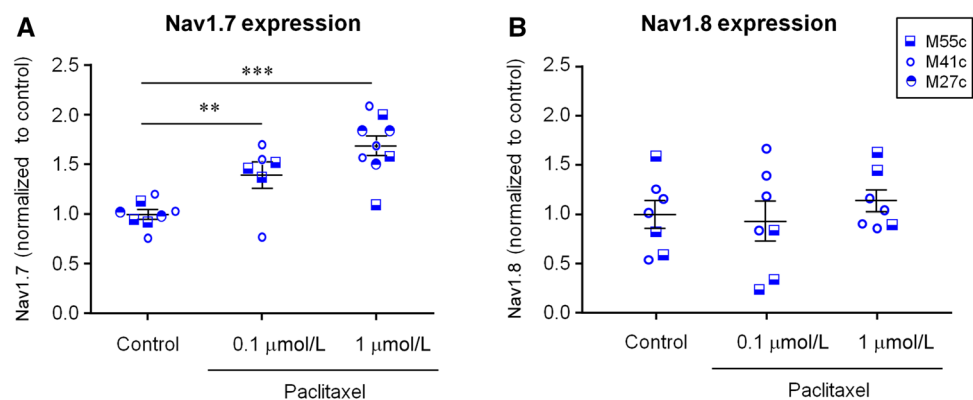 A
Nav1.7 expression
Nav1.7 (normalized to control)
2.5
2.0
1.5
1.0
0.5
0.0
***
**
Control
0.1 μmol/L
1 μmol/L
Paclitaxel
B
Nav1.8 expression
Nav1.8 (normalized to control)
2.5
2.0
1.5
1.0
0.5
0.0
Control
0.1 μmol/L
1 μmol/L
Paclitaxel
M55c
M41c
M27c